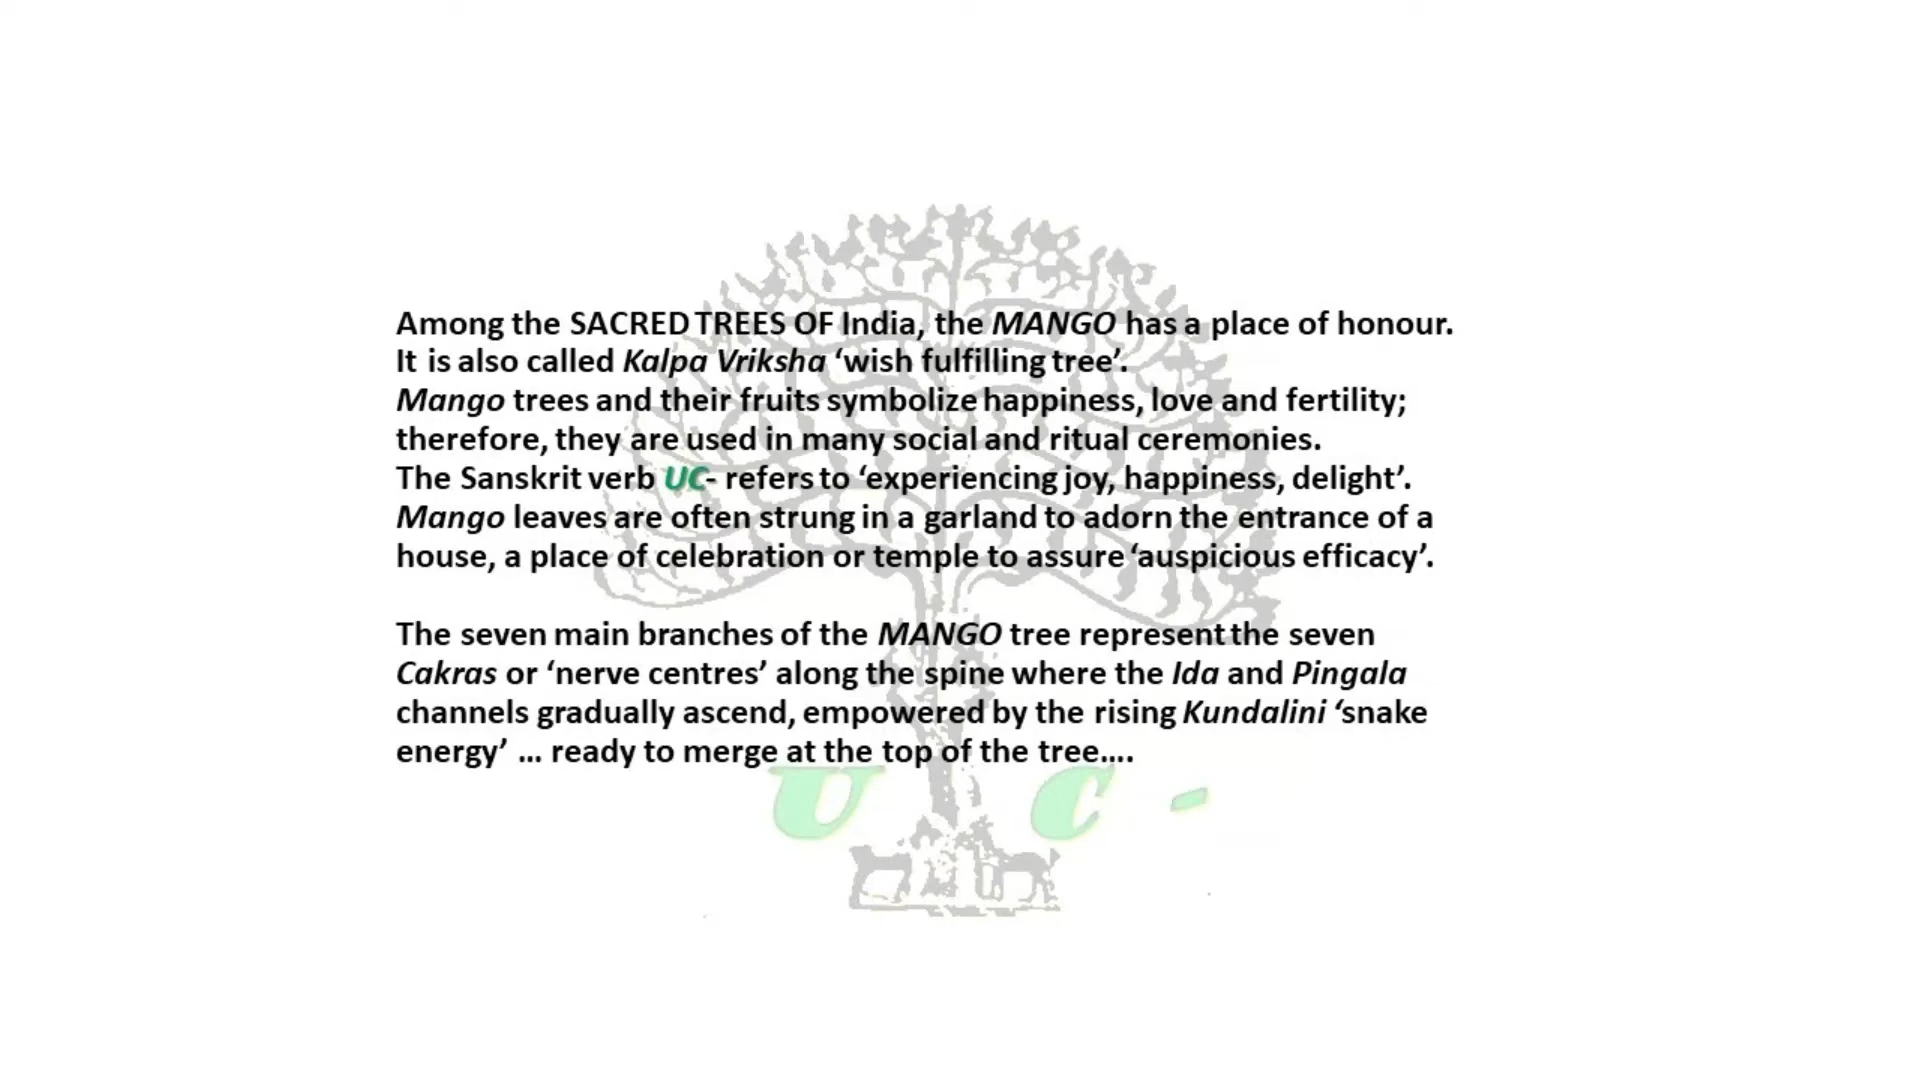 Among the SACRED TREES OF India, the MANGO has a place of honour.
It is also called Kalpa Vriksha ‘wish fulfilling tree’.
Mango trees and their fruits symbolize happiness, love and fertility;
therefore, they are used in many social and ritual ceremonies.
The Sanskrit verb UC- refers to ‘experiencing joy, happiness, delight’.
Mango leaves are often strung in a garland to adorn the entrance of a
house, a place of celebration or temple to assure ‘auspicious efficacy’.
The seven main branches of the MANGO tree represent the seven
Cakras or ‘nerve centres’ along the spine where the Ida and Pingala
channels gradually ascend, empowered by the rising Kundalini ‘snake
energy’ ... ready to merge at the top of the tree....
U C -